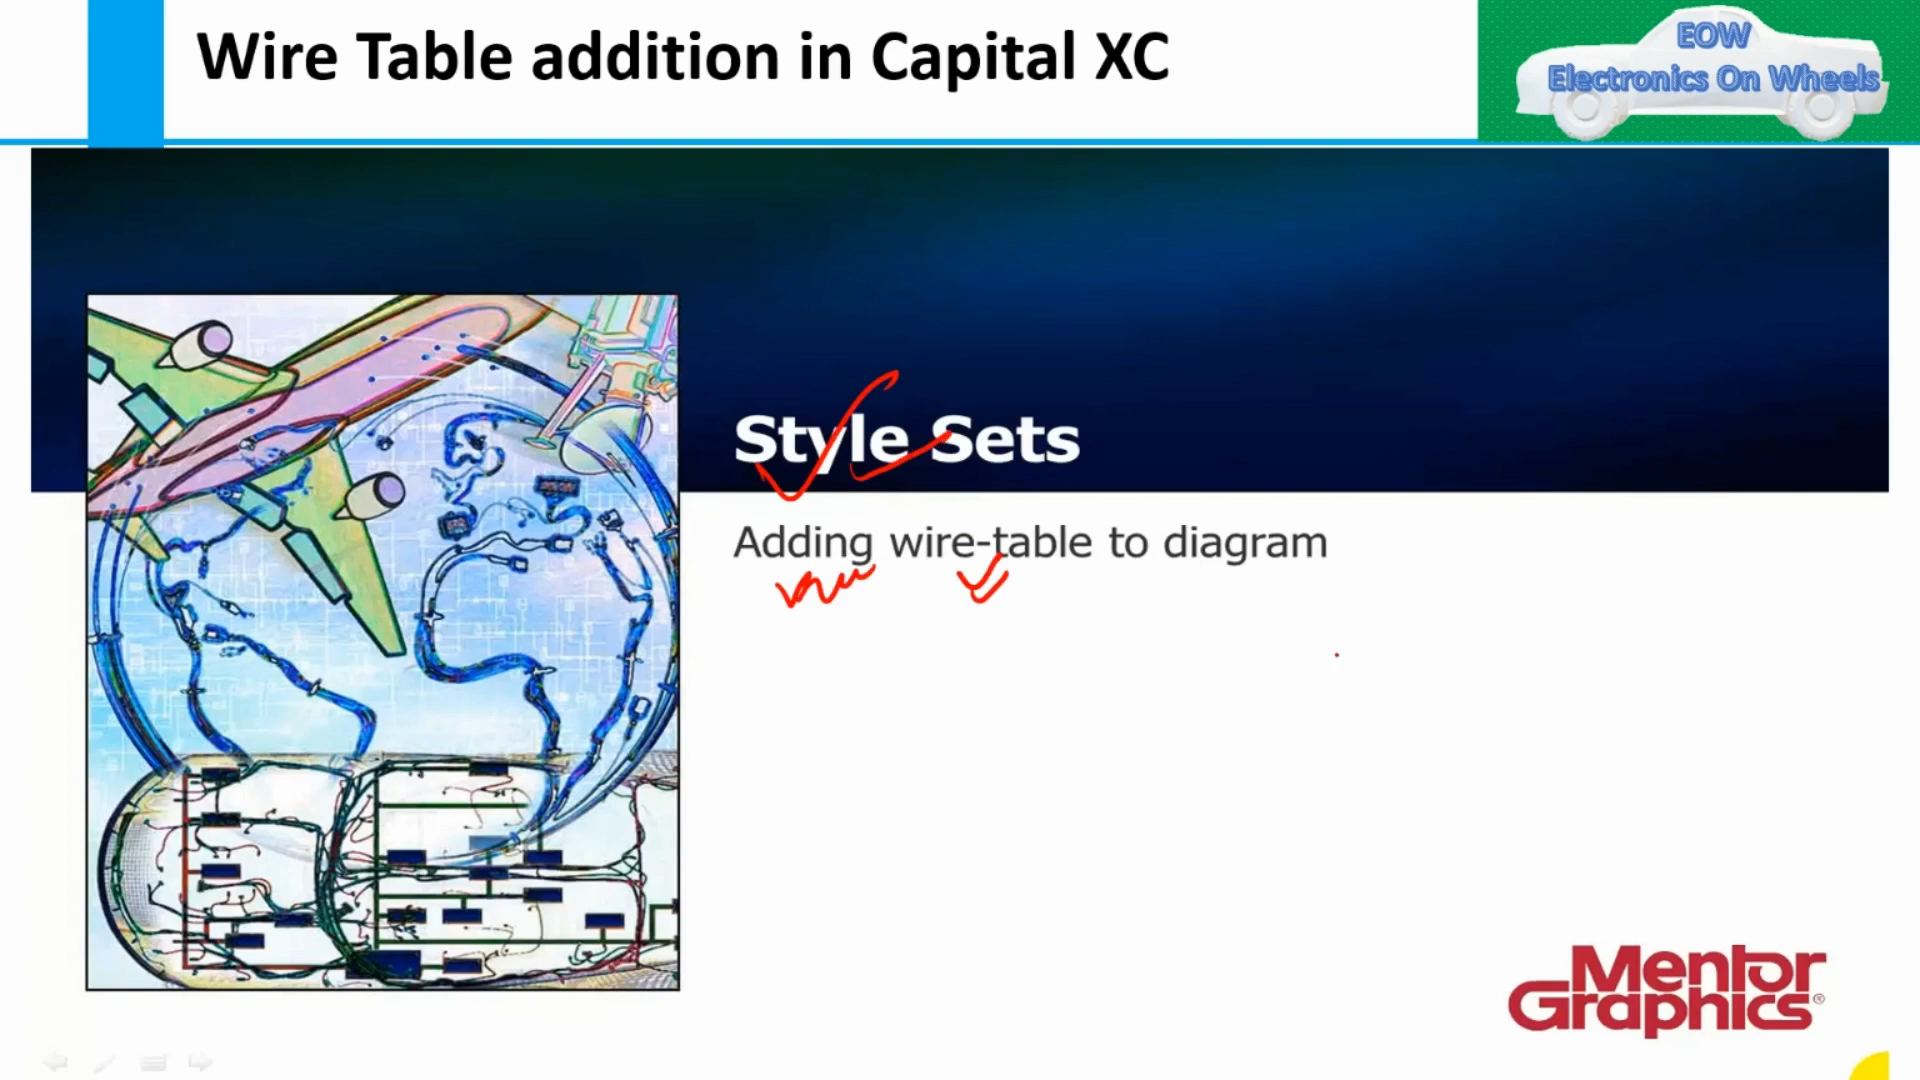 Wire Table addition in Capital XC
EOW
Electronics On Wheels
Style Sets
Adding wire-table to diagram
Mentor
Graphics®